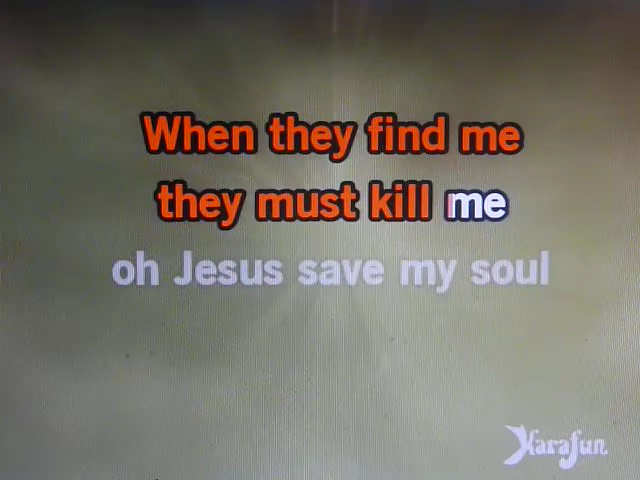 When they find me
they must kill me
oh Jesus save my soul
Karafun